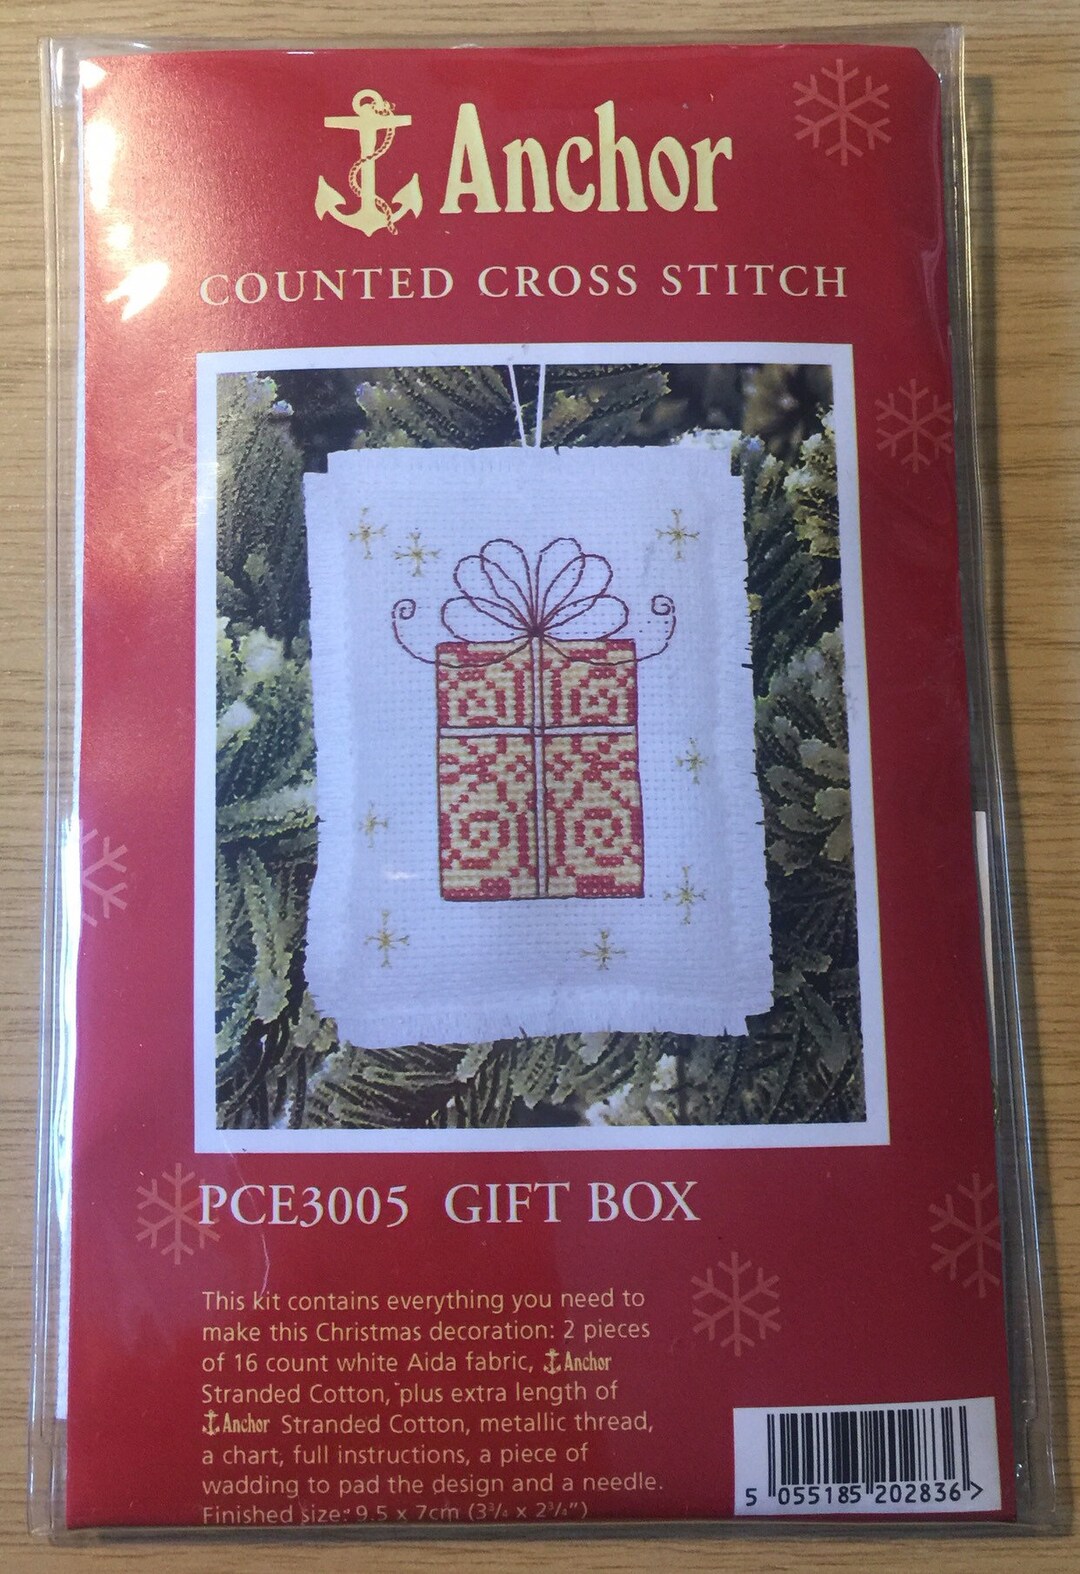 Anchor
COUNTED CROSS STITCH
PCE3005 GIFT BOX
This kit contains everything you need to
make this Christmas decoration: 2 pieces
of 16 count white Aida fabric, Anchor
Stranded Cotton, plus extra length of
Anchor Stranded Cotton, metallic thread,
a chart, full instructions, a piece of
wadding to pad the design and a needle.
Finished size: 9.5 x 7cm (3¾ x 2¾")
5 055185 202836 >